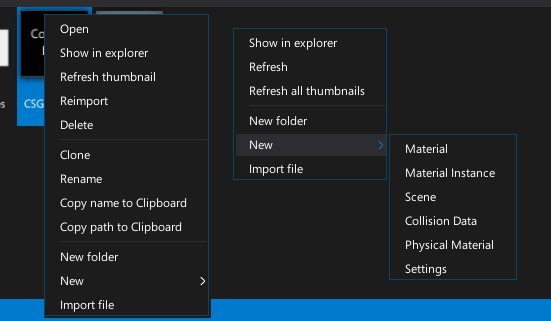 Co
CSG
es
Open
Show in explorer
Refresh thumbnail
Reimport
Delete
Clone
Rename
Copy name to Clipboard
Copy path to Clipboard
New folder
New
Import file
Show in explorer
Refresh
Refresh all thumbnails
New folder
New
Import file
Material
Material Instance
Scene
Collision Data
Physical Material
Settings